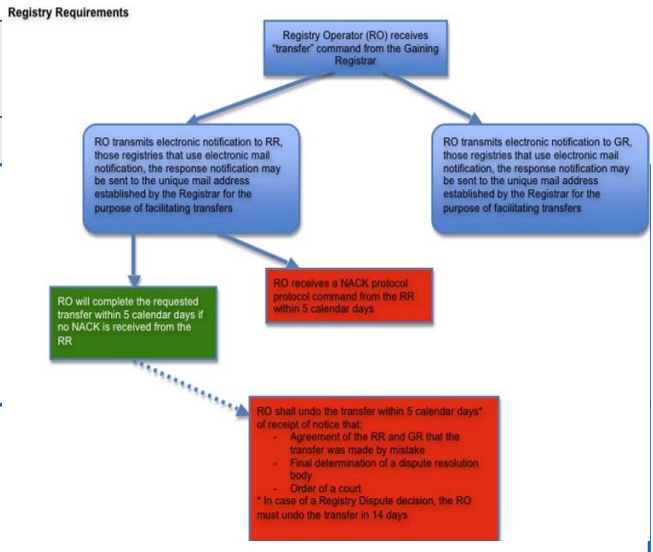 Registry Requirements
Registry Operator (RO) receives
"transfer" command from the Gaining
Registrar
RO transmits electronic notification to RR,
those registries that use electronic mail
notification, the response notification may
be sent to the unique mail address
established by the Registrar for the
purpose of facilitating transfers
RO transmits electronic notification to GR,
those registries that use electronic mail
notification, the response notification may
be sent to the unique mail address
established by the Registrar for the
purpose of facilitating transfers
RO will complete the requested
transfer within 5 calendar days if
no NACK is received from the
RR
RO receives a NACK protocol
protocol command from the RR
within 5 calendar days
RO shall undo the transfer within 5 calendar days*
of receipt of notice that:
- Agreement of the RR and GR that the
transfer was made by mistake
- Final determination of a dispute resolution
body
- Order of a court
* In case of a Registry Dispute decision, the RO
must undo the transfer in 14 days